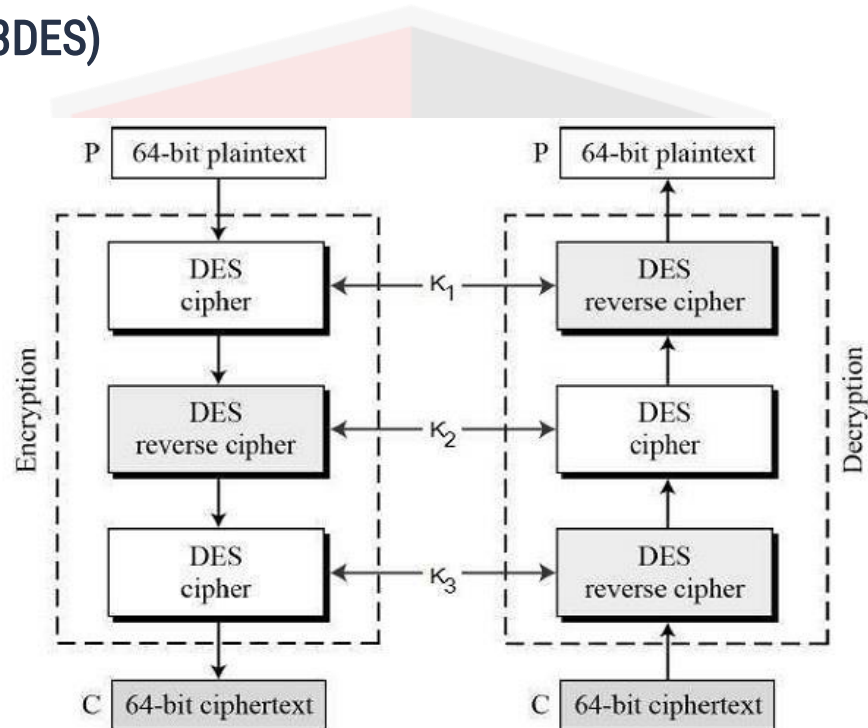 3DES)
P 64-bit plaintext
P 64-bit plaintext
Encryption
DES
cipher
K1
DES
reverse cipher
DES
reverse cipher
K2
DES
cipher
DES
cipher
K3
DES
reverse cipher
Decryption
C 64-bit ciphertext
C 64-bit ciphertext